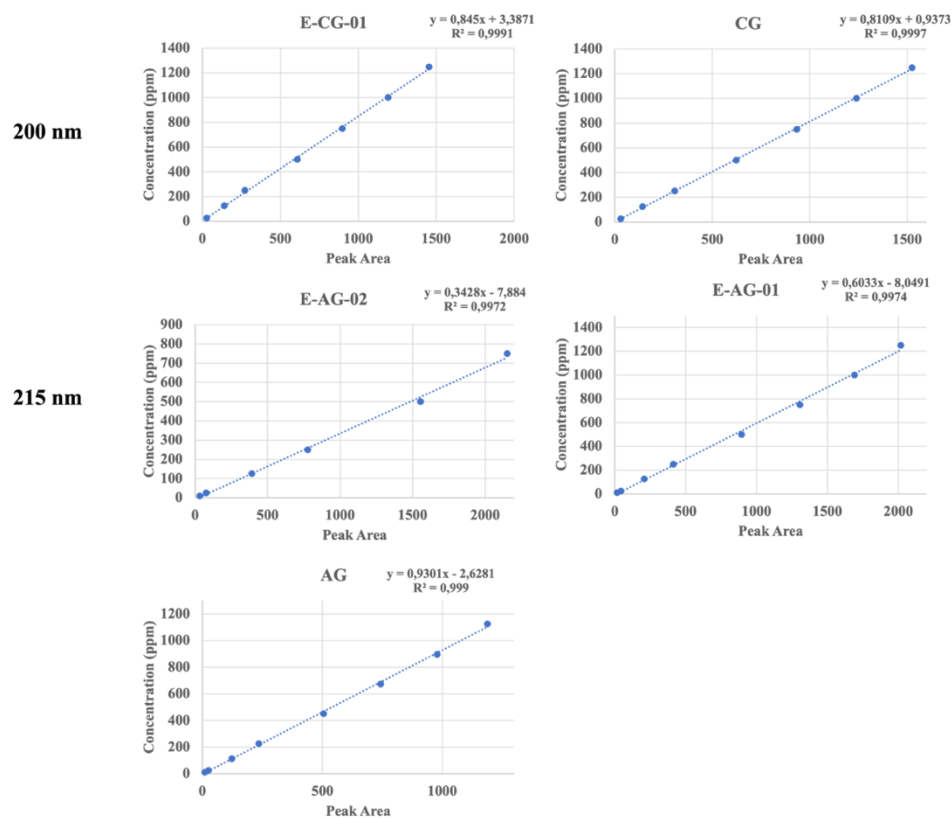 E-CG-01
y = 0,845x + 3,3871
R² = 0,9991
1400
1200
1000
800
600
400
200
0
0 500 1000 1500 2000
Concentration (ppm)
Peak Area
CG
y = 0,8109x + 0,9373
R² = 0,9997
1400
1200
1000
800
600
400
200
0
0 500 1000 1500
Concentration (ppm)
Peak Area
200 nm
E-AG-02
y = 0,3428x - 7,884
R² = 0,9972
900
800
700
600
500
400
300
200
100
0
0 500 1000 1500 2000
Concentration (ppm)
Peak Area
E-AG-01
y = 0,6033x - 8,0491
R² = 0,9974
1400
1200
1000
800
600
400
200
0
0 500 1000 1500 2000
Concentration (ppm)
Peak Area
215 nm
AG
y = 0,9301x - 2,6281
R² = 0,999
1200
1000
800
600
400
200
0
0 500 1000
Concentration (ppm)
Peak Area